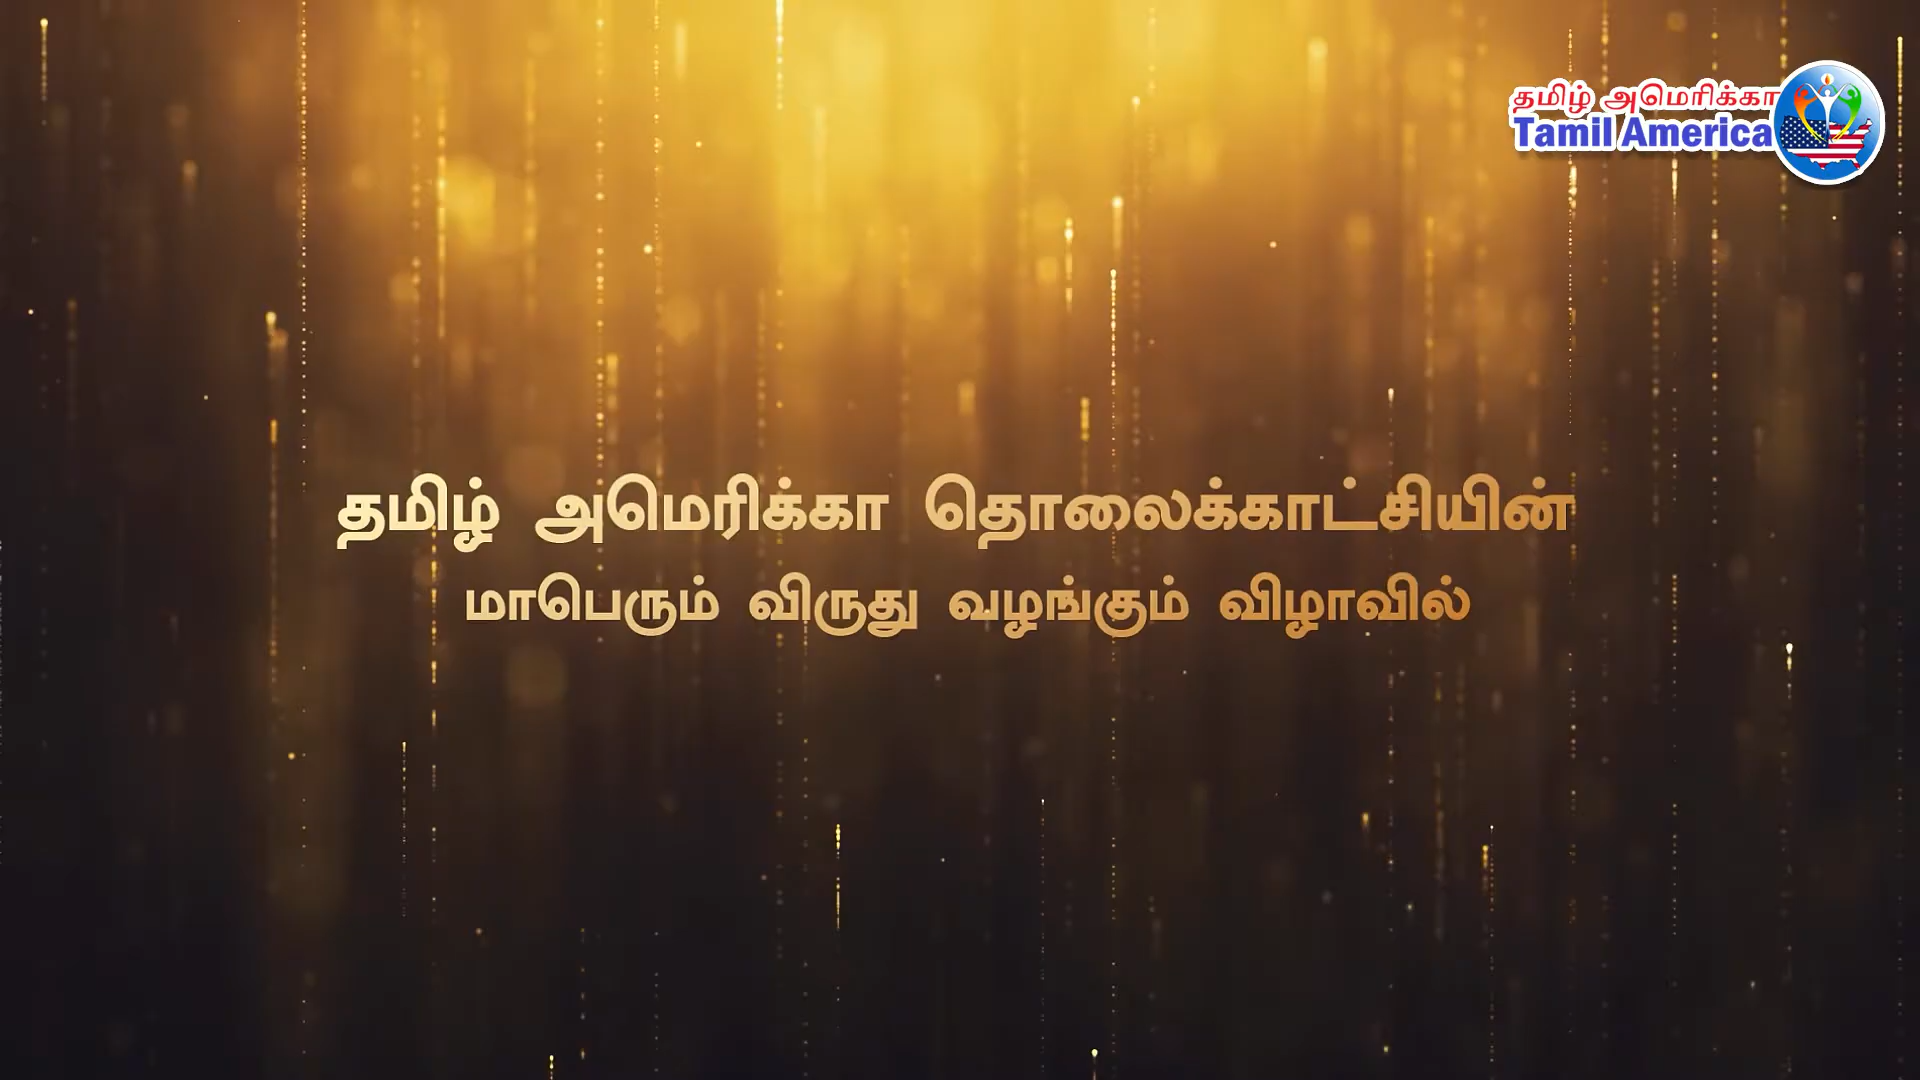 தமிழ் அமெரிக்கா
Tamil America
தமிழ் அமெரிக்கா தொலைக்காட்சியின்
மாபெரும் விருது வழங்கும் விழாவில்